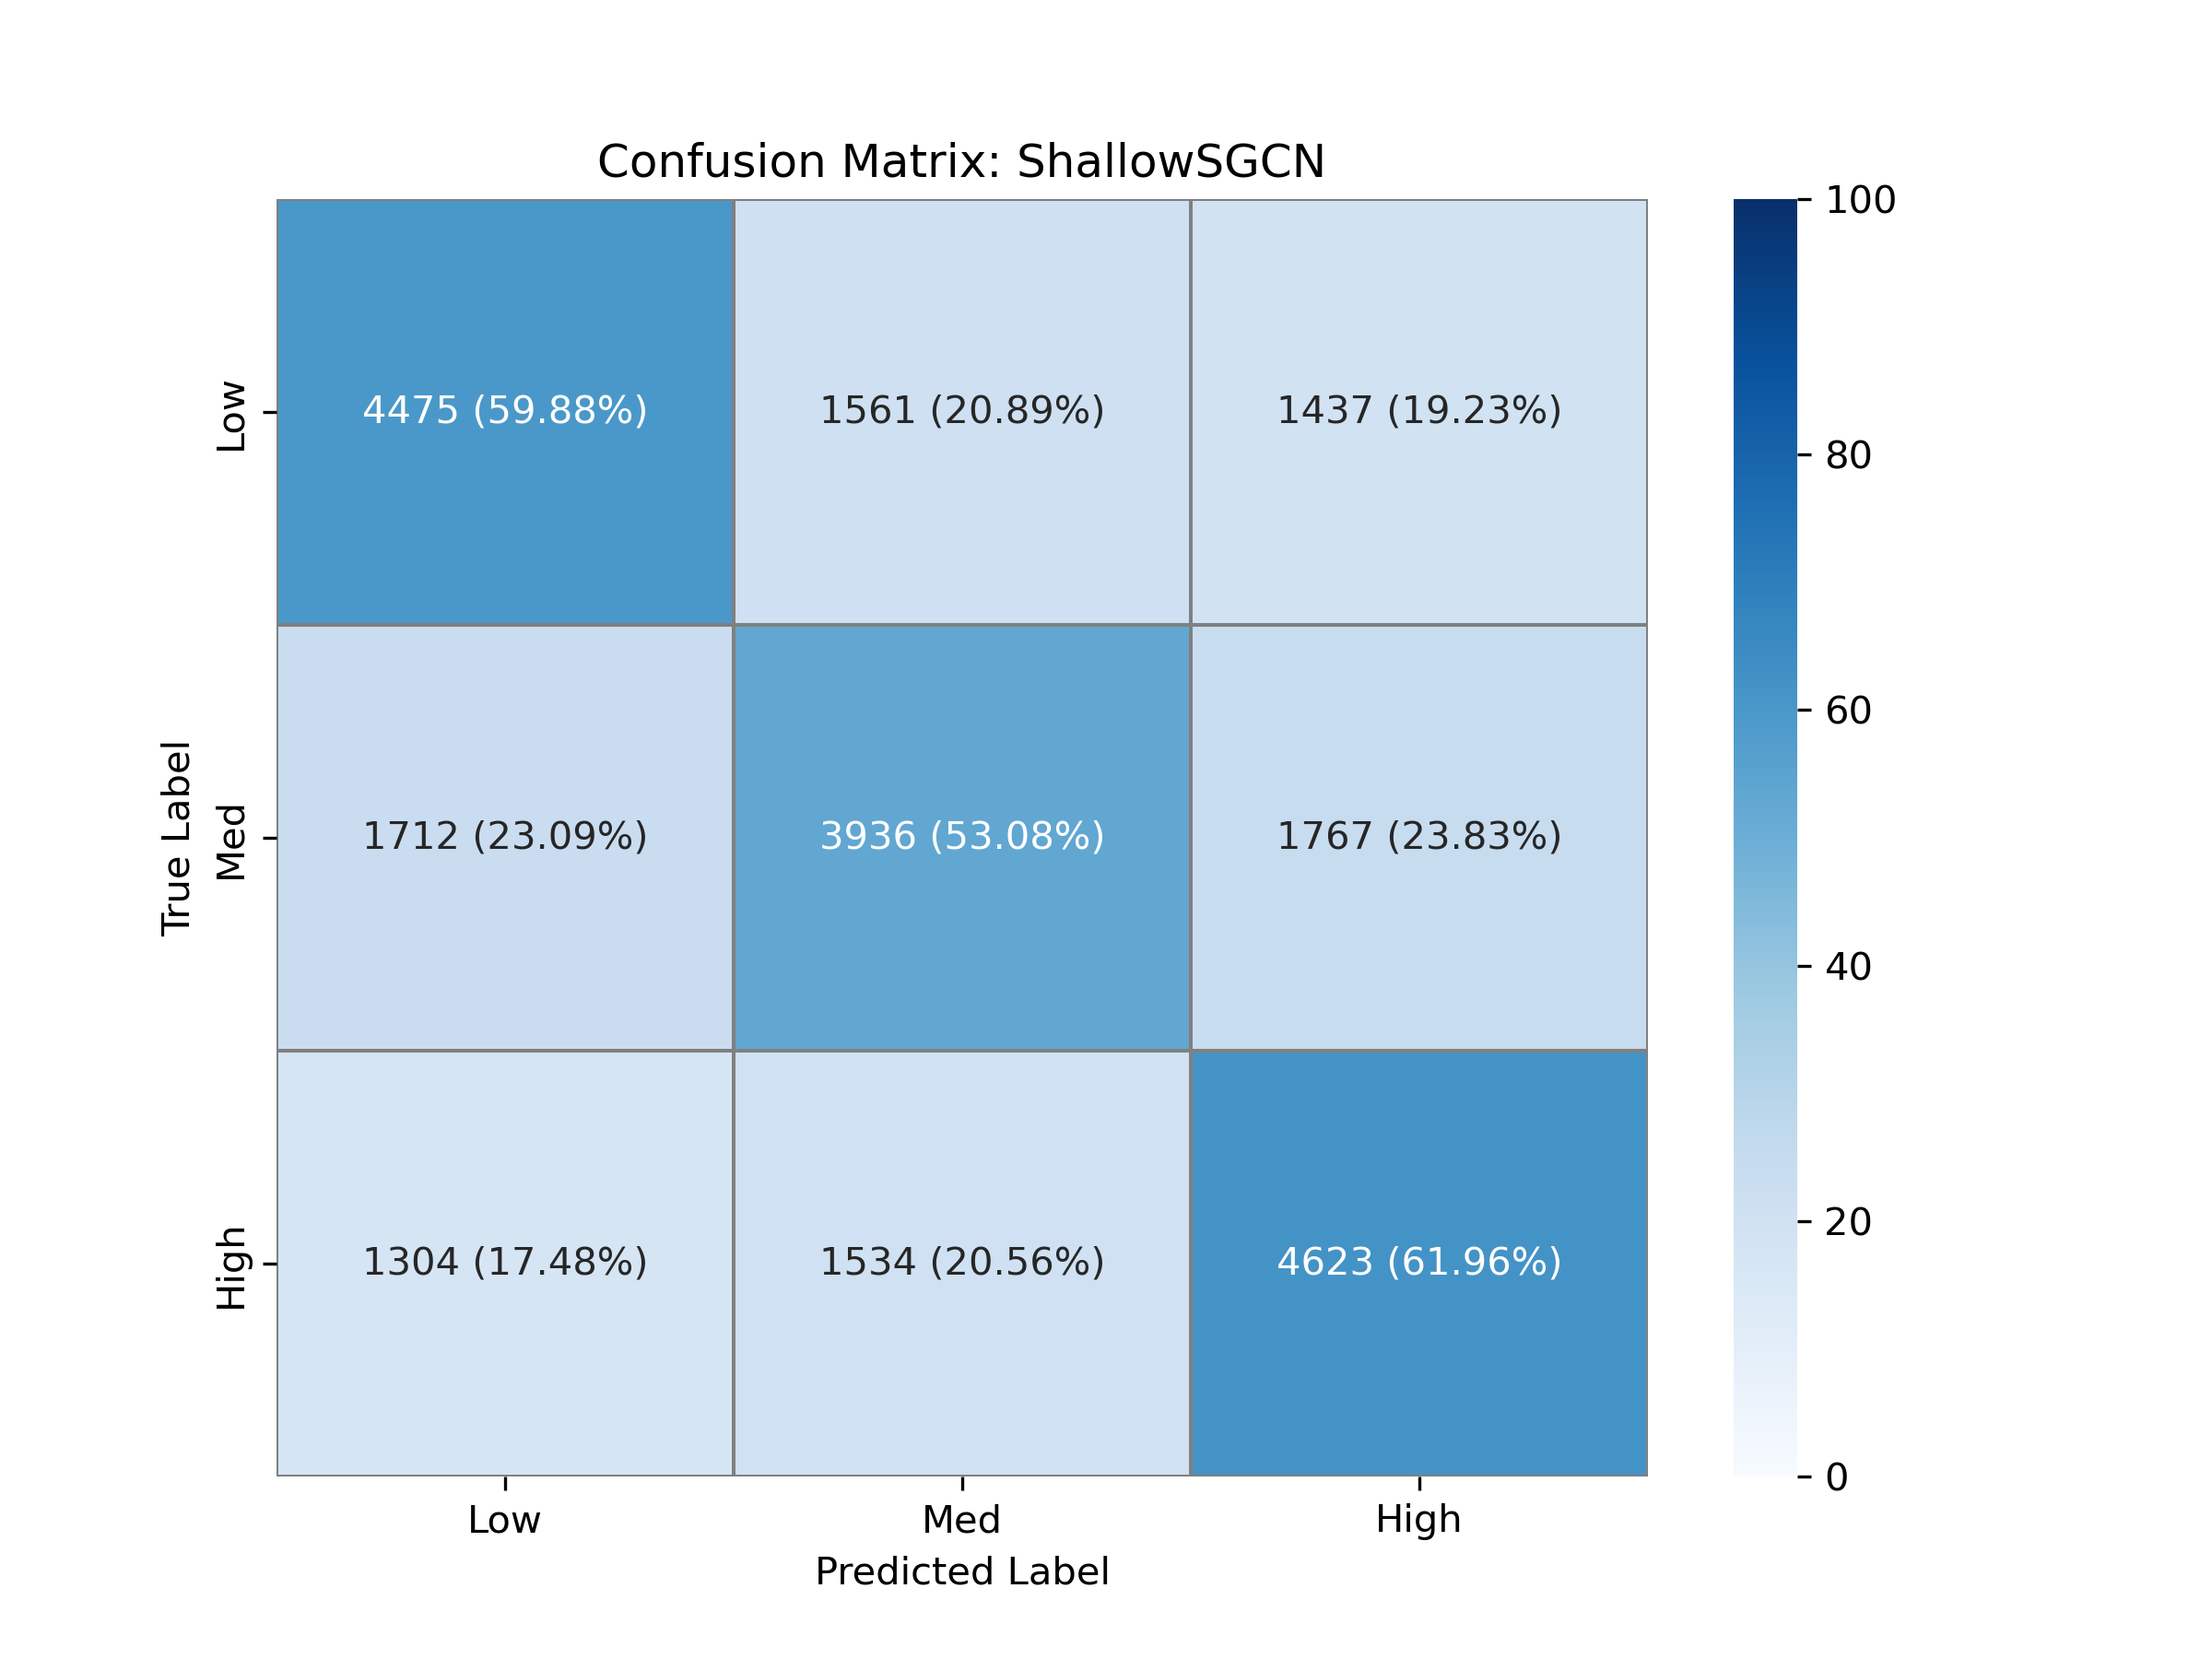 Confusion Matrix: ShallowSGCN
True Label
Low
4475 (59.88%)
1561 (20.89%)
1437 (19.23%)
Med
1712 (23.09%)
3936 (53.08%)
1767 (23.83%)
High
1304 (17.48%)
1534 (20.56%)
4623 (61.96%)
Low
Med
High
Predicted Label
100
80
60
40
20
0